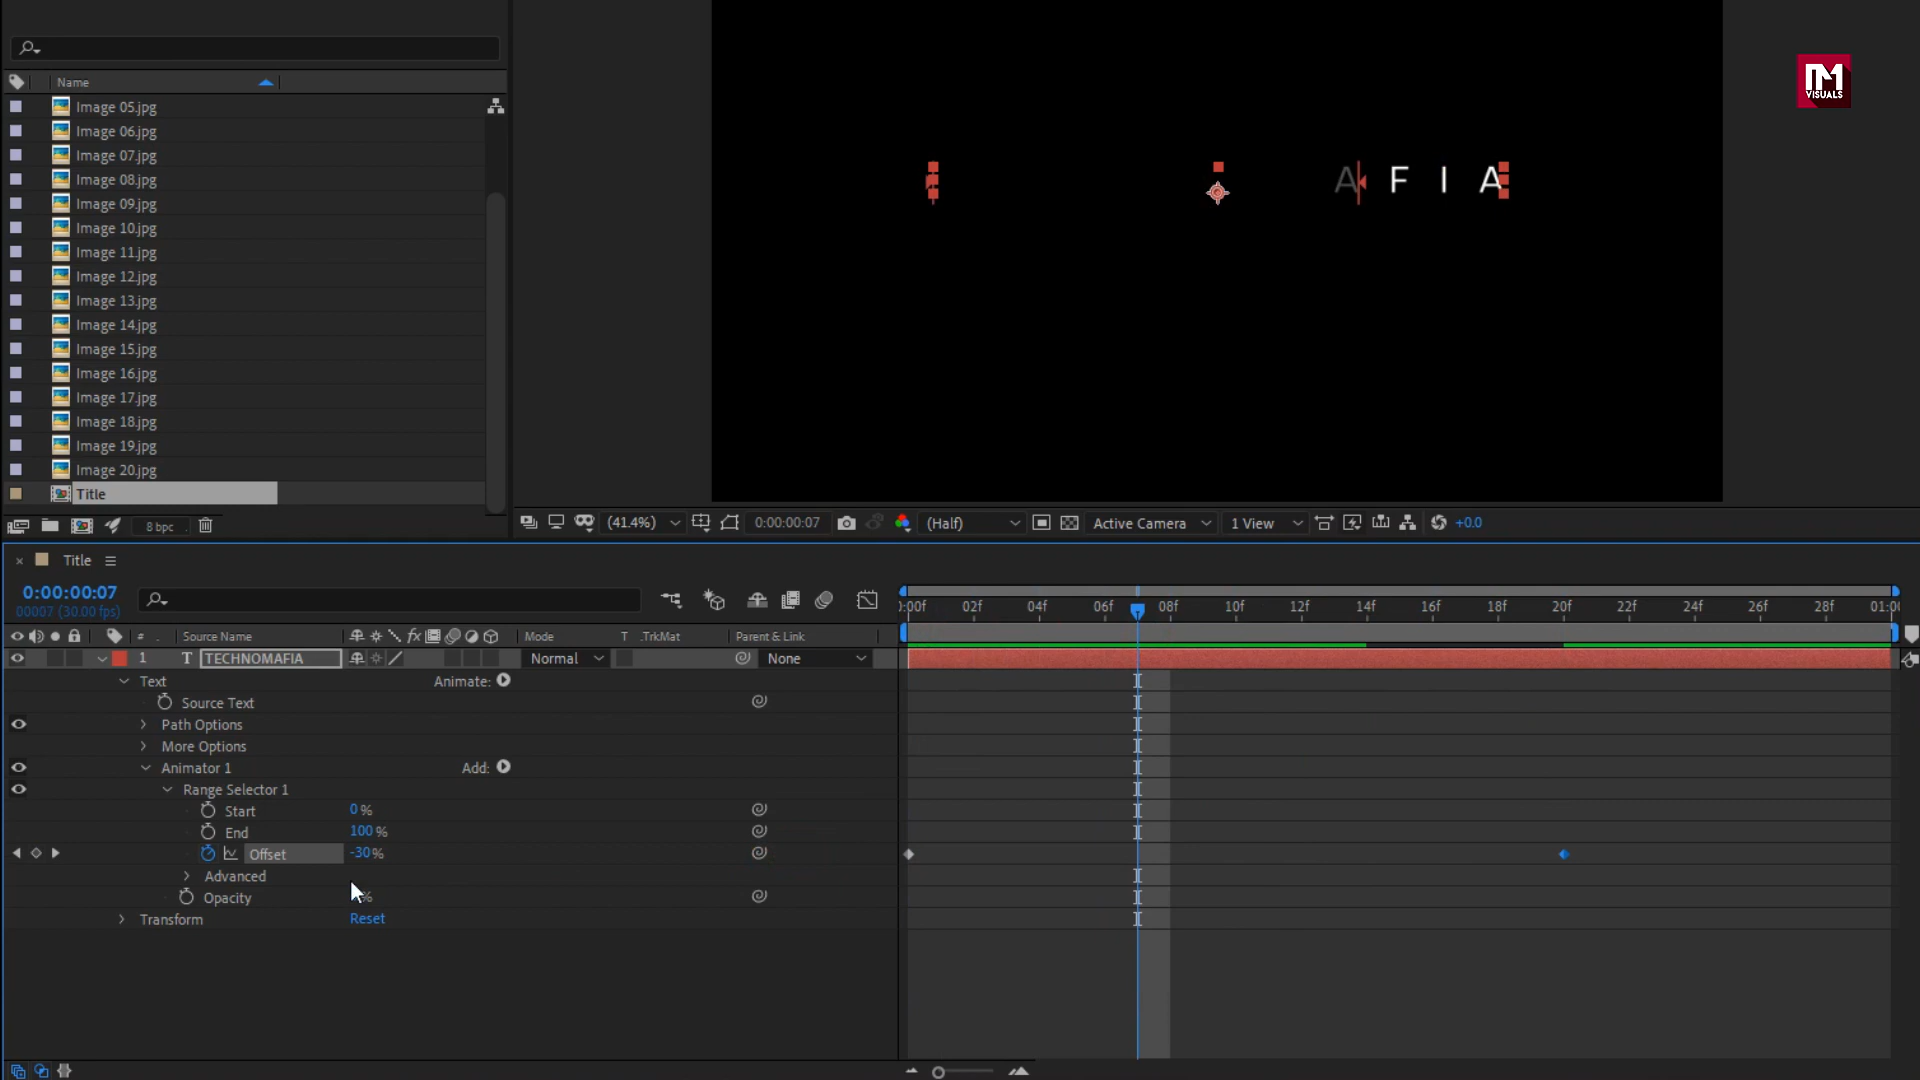 Name
Image 05.jpg
Image 06.jpg
Image 07.jpg
Image 08.jpg
Image 09.jpg
Image 10.jpg
Image 11.jpg
Image 12.jpg
Image 13.jpg
Image 14.jpg
Image 15.jpg
Image 16.jpg
Image 17.jpg
Image 18.jpg
Image 19.jpg
Image 20.jpg
Title
8 bpc
A F I A
VISUALS
(41.4%) 0:00:00:07 (Half) Active Camera 1 View +0.0
Title
0:00:00:07
00007 (30.00 fps)
:00f 02f 04f 06f 08f 10f 12f 14f 16f 18f 20f 22f 24f 26f 28f 01:0
# . Source Name fx Mode T .TrkMat Parent & Link
1 T TECHNOMAFIA Normal None
Text Animate:
Source Text
Path Options
More Options
Animator 1 Add:
Range Selector 1
Start 0%
End 100%
Offset -30%
Advanced
Opacity %
Transform Reset